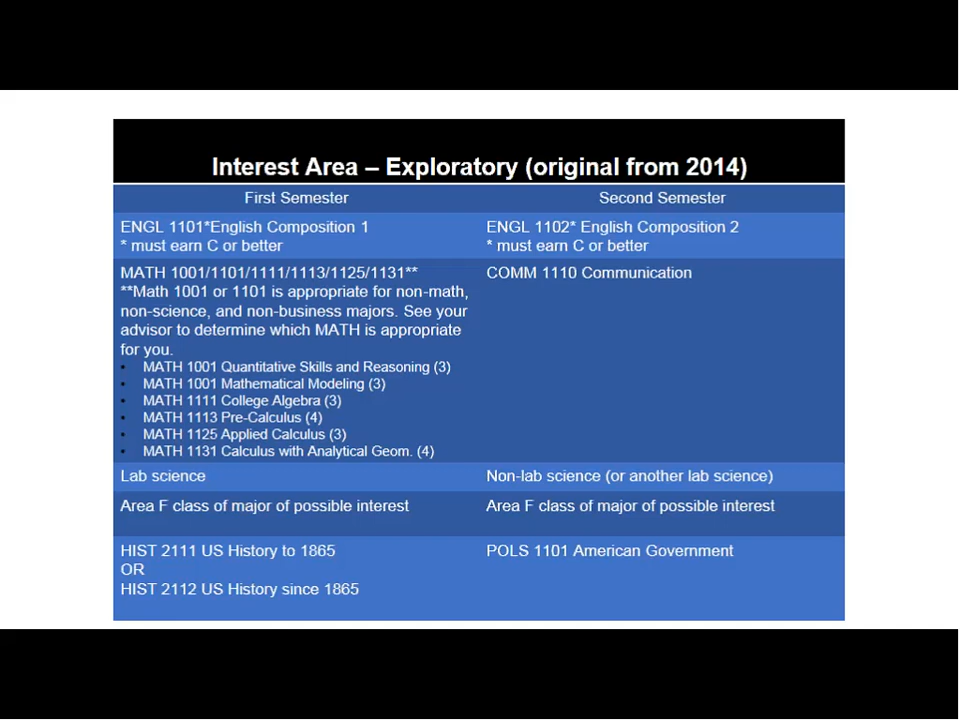 Interest Area – Exploratory (original from 2014)
First Semester
Second Semester
ENGL 1101*English Composition 1
* must earn C or better
ENGL 1102* English Composition 2
* must earn C or better
MATH 1001/1101/1111/1113/1125/1131**
**Math 1001 or 1101 is appropriate for non-math,
non-science, and non-business majors. See your
advisor to determine which MATH is appropriate
for you.
• MATH 1001 Quantitative Skills and Reasoning (3)
• MATH 1001 Mathematical Modeling (3)
• MATH 1111 College Algebra (3)
• MATH 1113 Pre-Calculus (4)
• MATH 1125 Applied Calculus (3)
• MATH 1131 Calculus with Analytical Geom. (4)
COMM 1110 Communication
Lab science
Non-lab science (or another lab science)
Area F class of major of possible interest
Area F class of major of possible interest
HIST 2111 US History to 1865
OR
HIST 2112 US History since 1865
POLS 1101 American Government